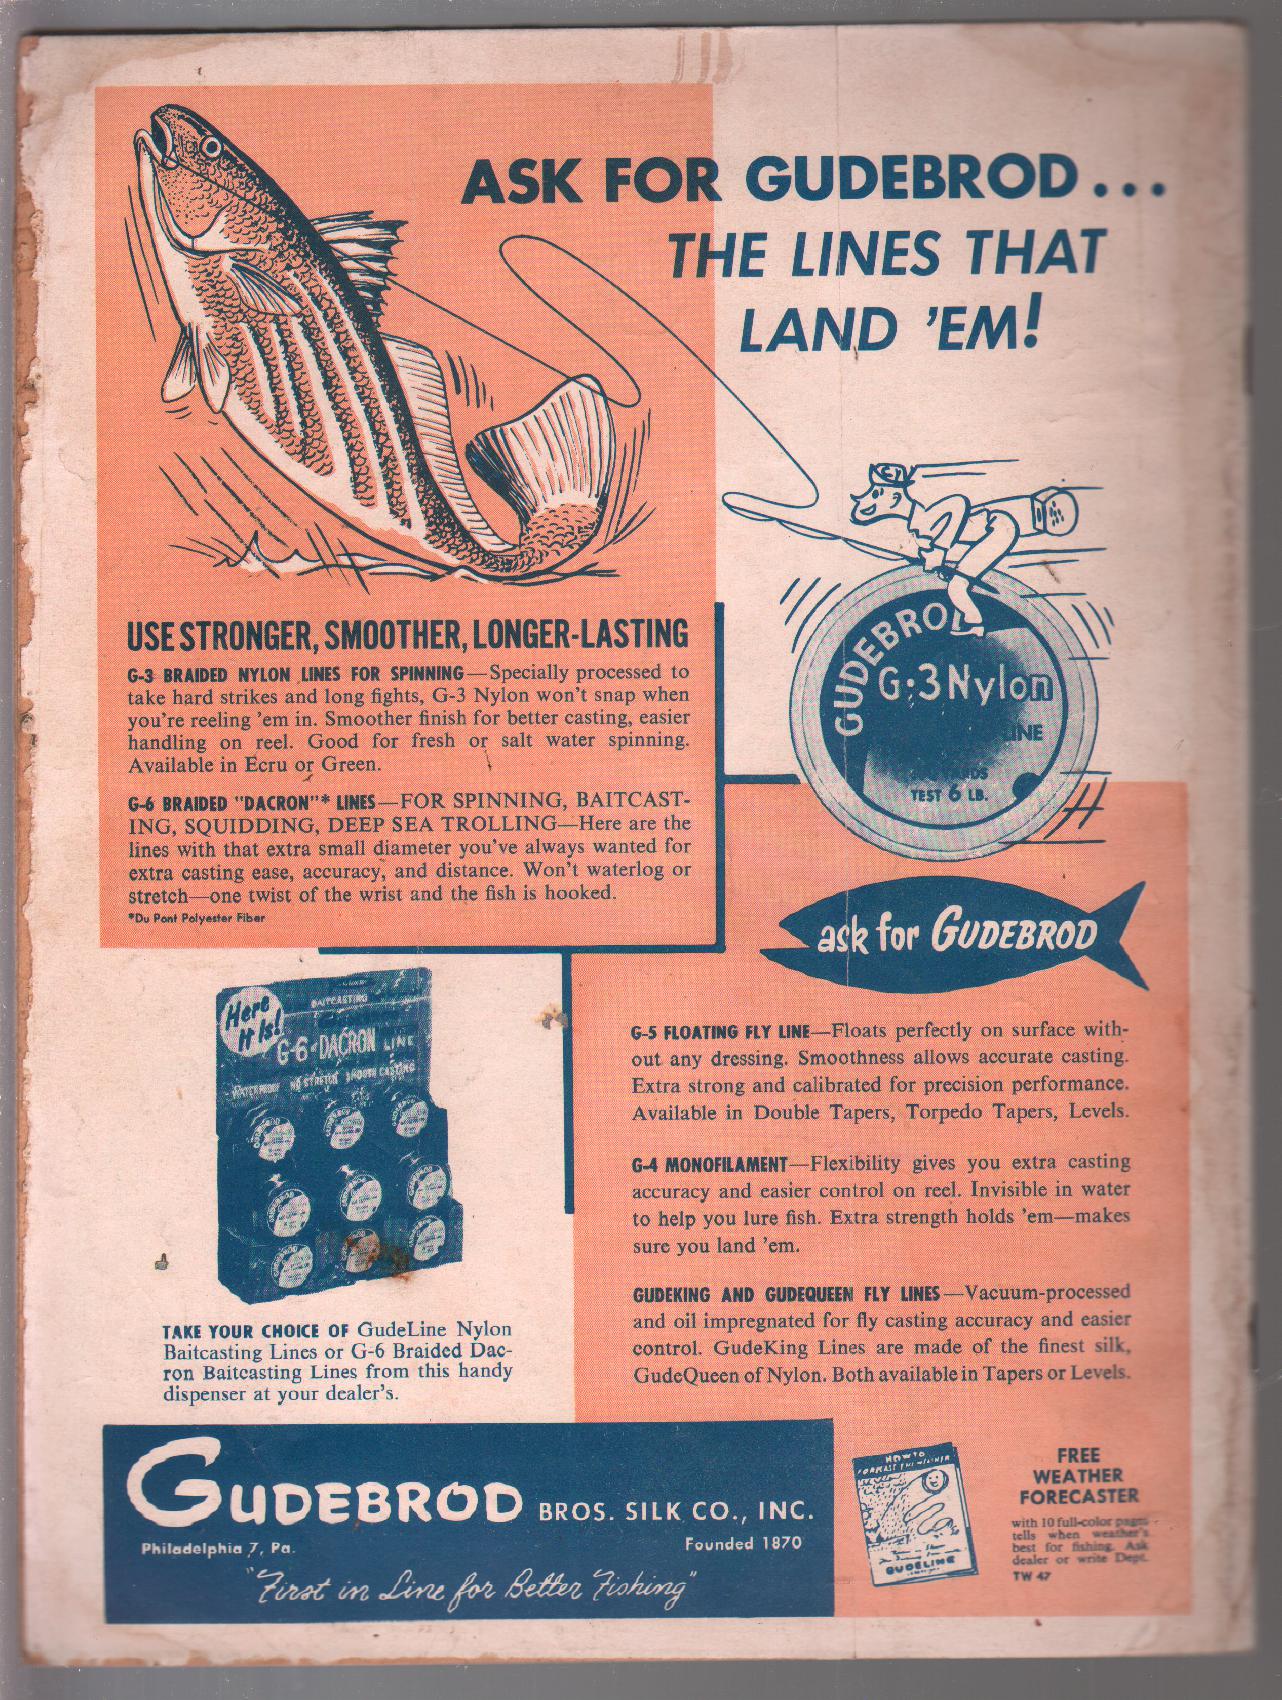 ASK FOR GUDEBROD...
THE LINES THAT
LAND 'EM!
GUDEBROD
G·3 Nylon
LINE
YARDS
TEST 6 LB.
USE STRONGER, SMOOTHER, LONGER-LASTING
G-3 BRAIDED NYLON LINES FOR SPINNING—Specially processed to
take hard strikes and long fights, G-3 Nylon won't snap when
you're reeling 'em in. Smoother finish for better casting, easier
handling on reel. Good for fresh or salt water spinning.
Available in Ecru or Green.
G-6 BRAIDED "DACRON"* LINES—FOR SPINNING, BAITCAST-
ING, SQUIDDING, DEEP SEA TROLLING—Here are the
lines with that extra small diameter you've always wanted for
extra casting ease, accuracy, and distance. Won't waterlog or
stretch—one twist of the wrist and the fish is hooked.
*Du Pont Polyester Fiber
ask for GUDEBROD
Here
It Is!
BAITCASTING
G-6 DACRON LINE
WATERPROOF NO STRETCH SMOOTH CASTING
G-5 FLOATING FLY LINE—Floats perfectly on surface with-
out any dressing. Smoothness allows accurate casting.
Extra strong and calibrated for precision performance.
Available in Double Tapers, Torpedo Tapers, Levels.
G-4 MONOFILAMENT—Flexibility gives you extra casting
accuracy and easier control on reel. Invisible in water
to help you lure fish. Extra strength holds 'em—makes
sure you land 'em.
GUDEKING AND GUDEQUEEN FLY LINES—Vacuum-processed
and oil impregnated for fly casting accuracy and easier
control. GudeKing Lines are made of the finest silk,
GudeQueen of Nylon. Both available in Tapers or Levels.
TAKE YOUR CHOICE OF GudeLine Nylon
Baitcasting Lines or G-6 Braided Dac-
ron Baitcasting Lines from this handy
dispenser at your dealer's.
GUDEBROD BROS. SILK CO., INC.
Philadelphia 7, Pa. Founded 1870
"First in Line for Better Fishing"
HOW TO
FORECAST THE WEATHER
GUDELINE
FREE
WEATHER
FORECASTER
with 10 full-color pages
tells when weather's
best for fishing. Ask
dealer or write Dept.
TW 47